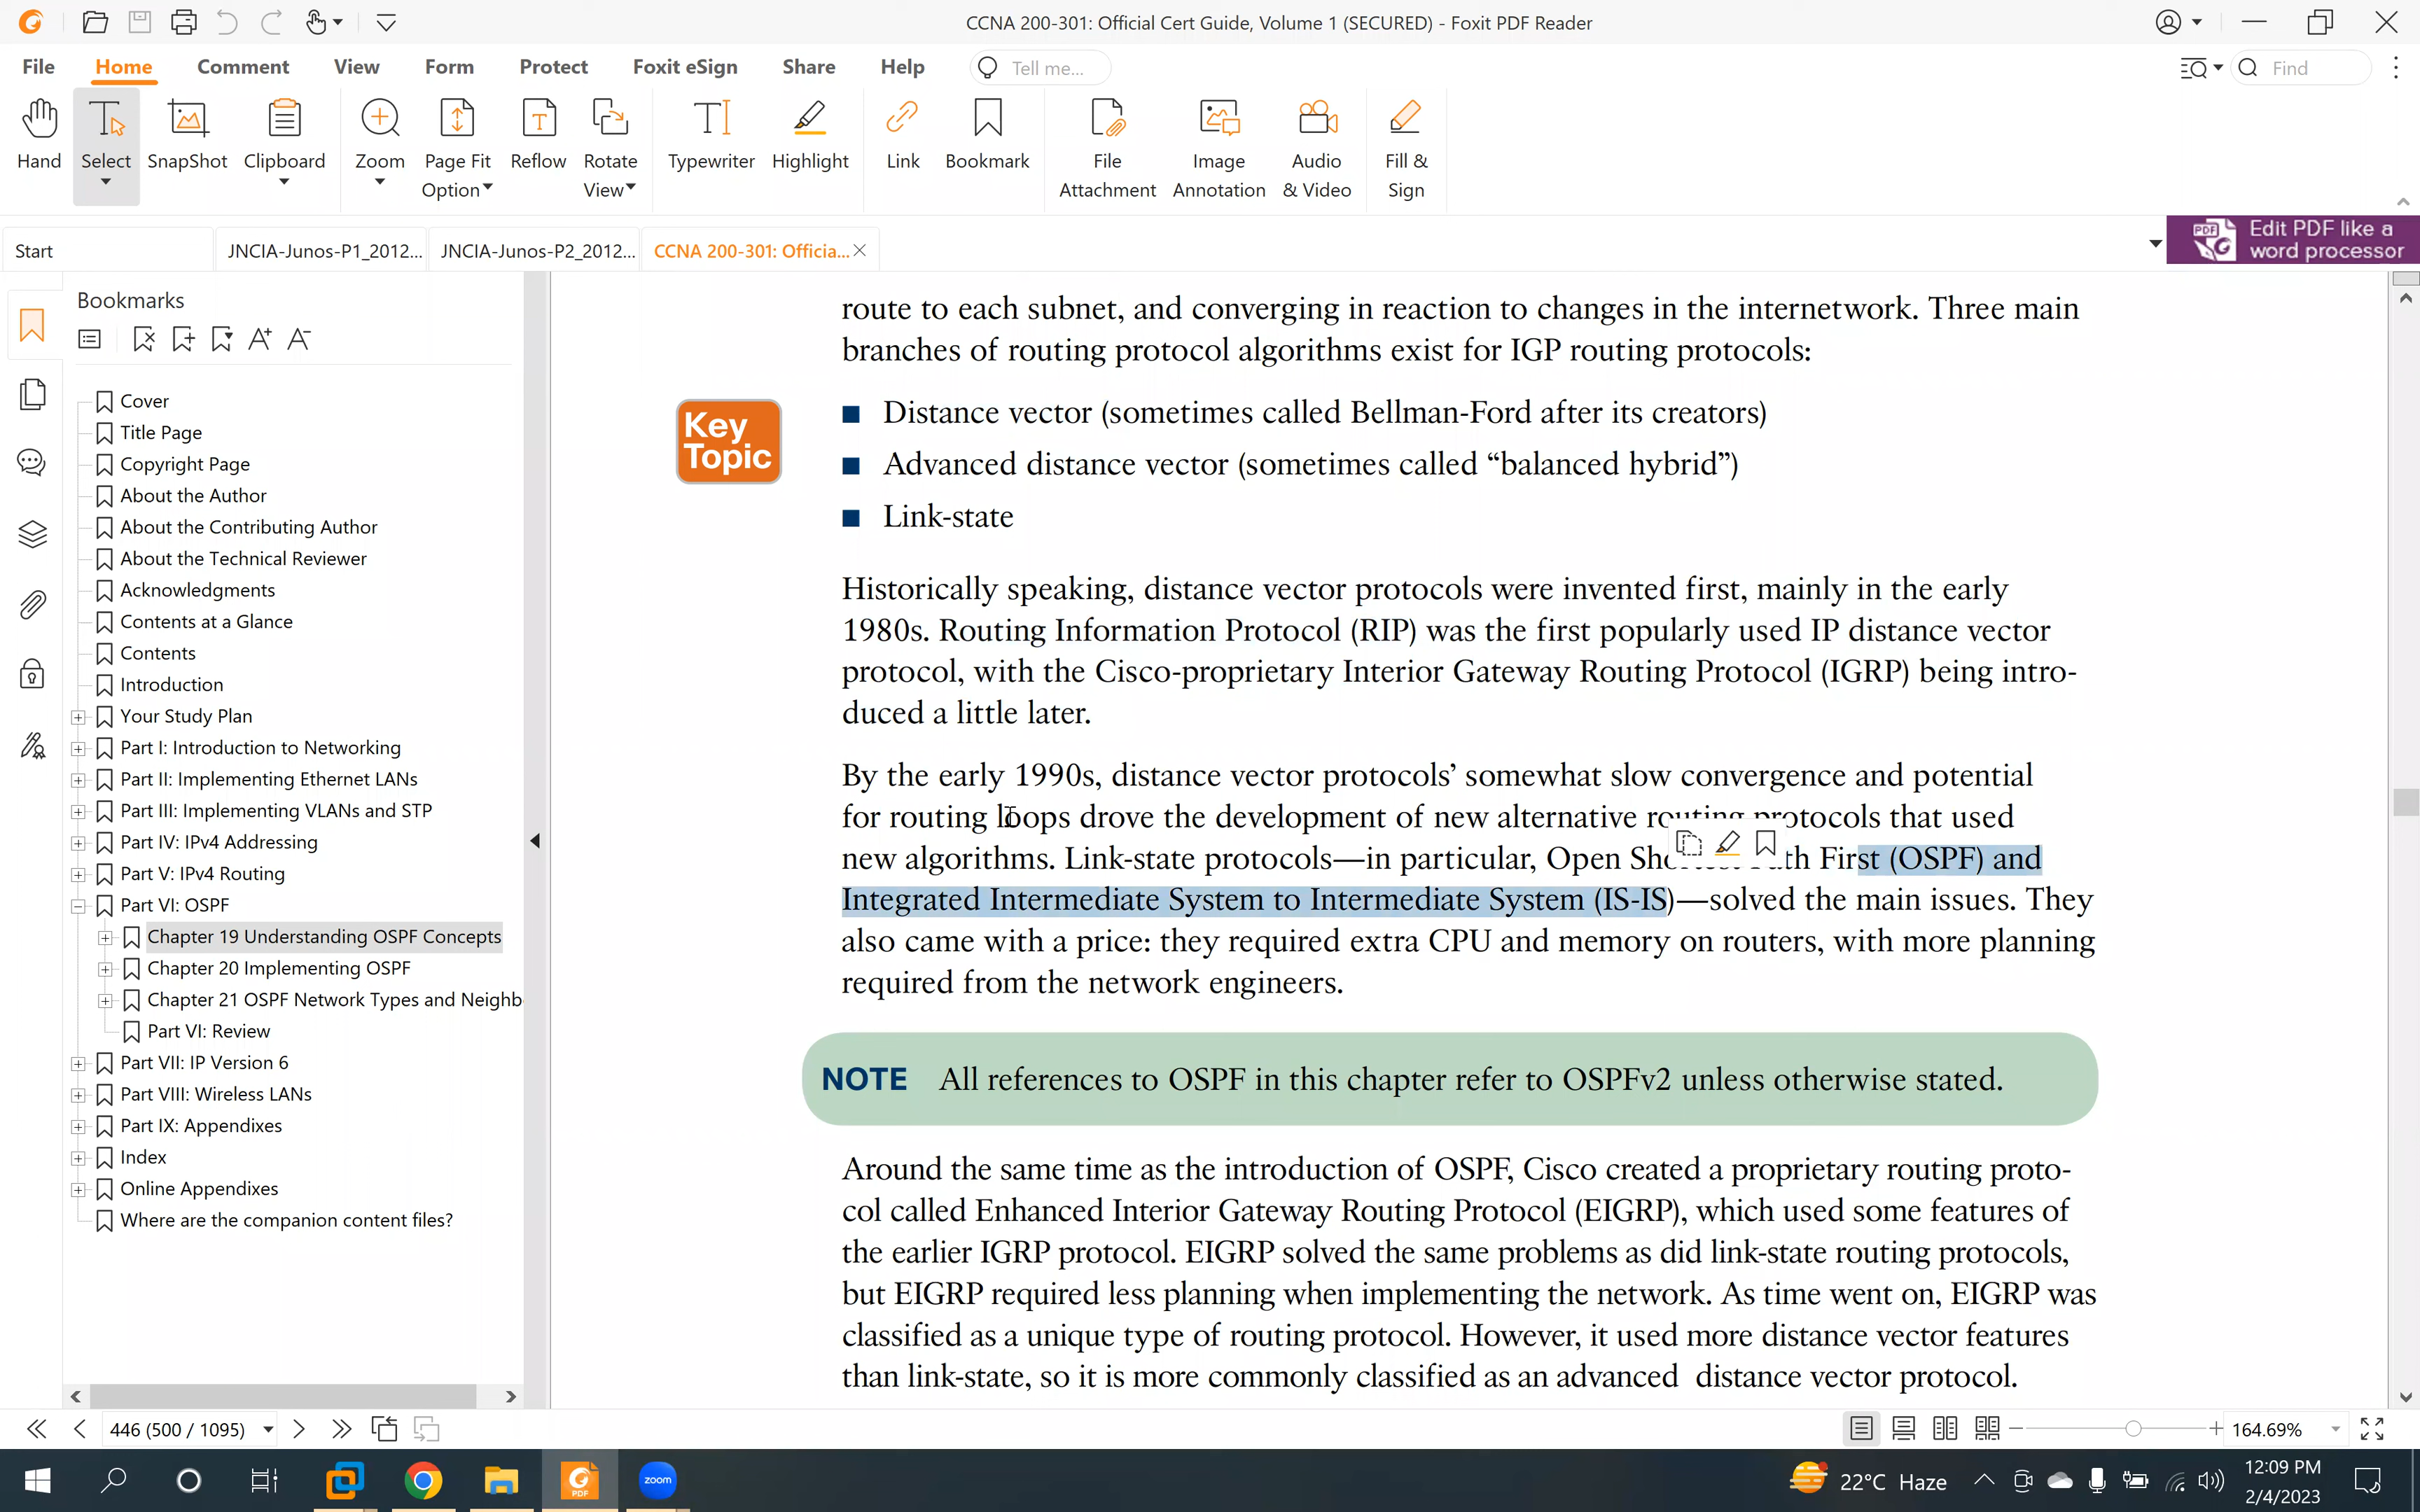 CCNA 200-301: Official Cert Guide, Volume 1 (SECURED) - Foxit PDF Reader
File Home Comment View Form Protect Foxit eSign Share Help Tell me... Find
Hand Select SnapShot Clipboard Zoom Page Fit Option Reflow Rotate View Typewriter Highlight Link Bookmark File Attachment Image Annotation Audio & Video Fill & Sign
Start JNCIA-Junos-P1_2012... JNCIA-Junos-P2_2012... CCNA 200-301: Officia...
Edit PDF like a
word processor
Bookmarks
Cover
Title Page
Copyright Page
About the Author
About the Contributing Author
About the Technical Reviewer
Acknowledgments
Contents at a Glance
Contents
Introduction
Your Study Plan
Part I: Introduction to Networking
Part II: Implementing Ethernet LANs
Part III: Implementing VLANs and STP
Part IV: IPv4 Addressing
Part V: IPv4 Routing
Part VI: OSPF
Chapter 19 Understanding OSPF Concepts
Chapter 20 Implementing OSPF
Chapter 21 OSPF Network Types and Neighb
Part VI: Review
Part VII: IP Version 6
Part VIII: Wireless LANs
Part IX: Appendixes
Index
Online Appendixes
Where are the companion content files?
route to each subnet, and converging in reaction to changes in the internetwork. Three main
branches of routing protocol algorithms exist for IGP routing protocols:
Key
Topic
■ Distance vector (sometimes called Bellman-Ford after its creators)
■ Advanced distance vector (sometimes called “balanced hybrid”)
■ Link-state
Historically speaking, distance vector protocols were invented first, mainly in the early
1980s. Routing Information Protocol (RIP) was the first popularly used IP distance vector
protocol, with the Cisco-proprietary Interior Gateway Routing Protocol (IGRP) being intro-
duced a little later.
By the early 1990s, distance vector protocols’ somewhat slow convergence and potential
for routing loops drove the development of new alternative routing protocols that used
new algorithms. Link-state protocols—in particular, Open First (OSPF) and
Integrated Intermediate System to Intermediate System (IS-IS)—solved the main issues. They
also came with a price: they required extra CPU and memory on routers, with more planning
required from the network engineers.
NOTE All references to OSPF in this chapter refer to OSPFv2 unless otherwise stated.
Around the same time as the introduction of OSPF, Cisco created a proprietary routing proto-
col called Enhanced Interior Gateway Routing Protocol (EIGRP), which used some features of
the earlier IGRP protocol. EIGRP solved the same problems as did link-state routing protocols,
but EIGRP required less planning when implementing the network. As time went on, EIGRP was
classified as a unique type of routing protocol. However, it used more distance vector features
than link-state, so it is more commonly classified as an advanced distance vector protocol.
446 (500 / 1095) 164.69%
zoom
PDF
22°C Haze
12:09 PM
2/4/2023